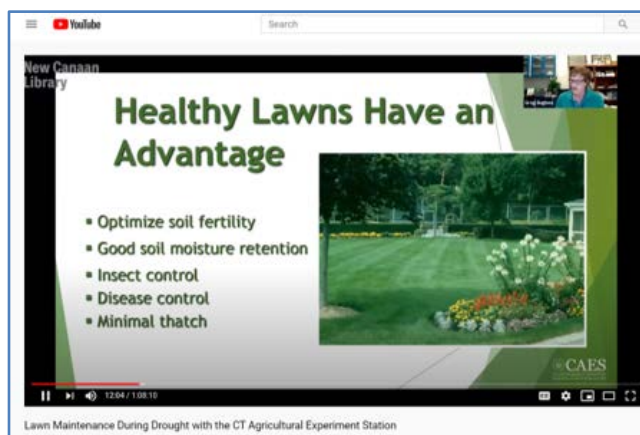 YouTube
Search
New Canaan
Library
Healthy Lawns Have an
Advantage
▪ Optimize soil fertility
▪ Good soil moisture retention
▪ Insect control
▪ Disease control
▪ Minimal thatch
CAES
12:04 / 1:08:10
Lawn Maintenance During Drought with the CT Agricultural Experiment Station